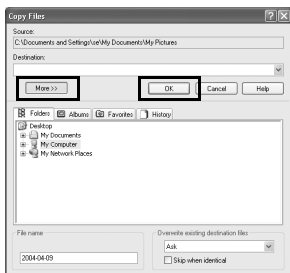 Copy Files
Source:
C:\Documents and Settings\se\My Documents\My Pictures
Destination:
More >> OK Cancel Help
Folders Albums Favorites History
Desktop
My Documents
My Computer
My Network Places
File name Overwrite existing destination files
Ask
2004-04-09 Skip when identical